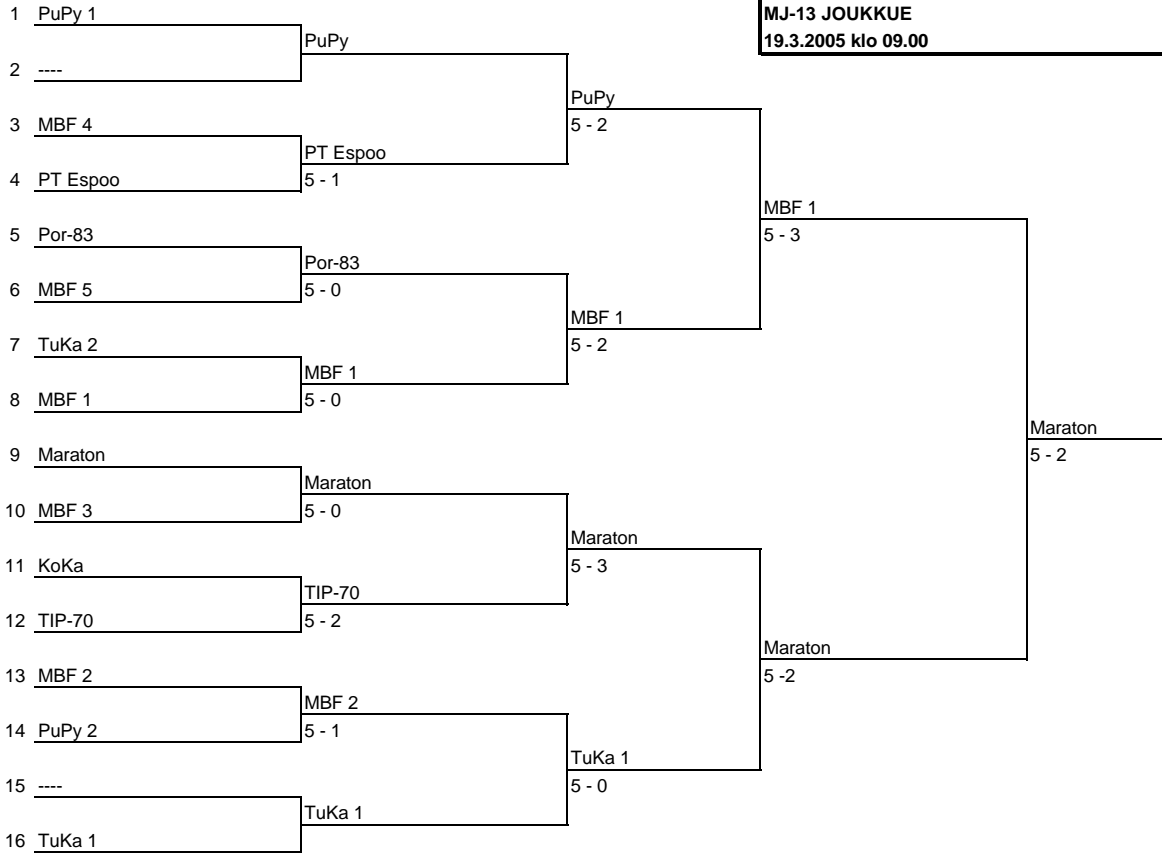 MJ-13 JOUKKUE
19.3.2005 klo 09.00
1 PuPy 1
PuPy
2 ----
PuPy
5 - 2
3 MBF 4
PT Espoo
5 - 1
4 PT Espoo
MBF 1
5 - 3
5 Por-83
Por-83
5 - 0
6 MBF 5
MBF 1
5 - 2
7 TuKa 2
MBF 1
5 - 0
8 MBF 1
Maraton
5 - 2
9 Maraton
Maraton
5 - 0
10 MBF 3
Maraton
5 - 3
11 KoKa
TIP-70
5 - 2
12 TIP-70
Maraton
5 -2
13 MBF 2
MBF 2
5 - 1
14 PuPy 2
TuKa 1
5 - 0
15 ----
TuKa 1
16 TuKa 1